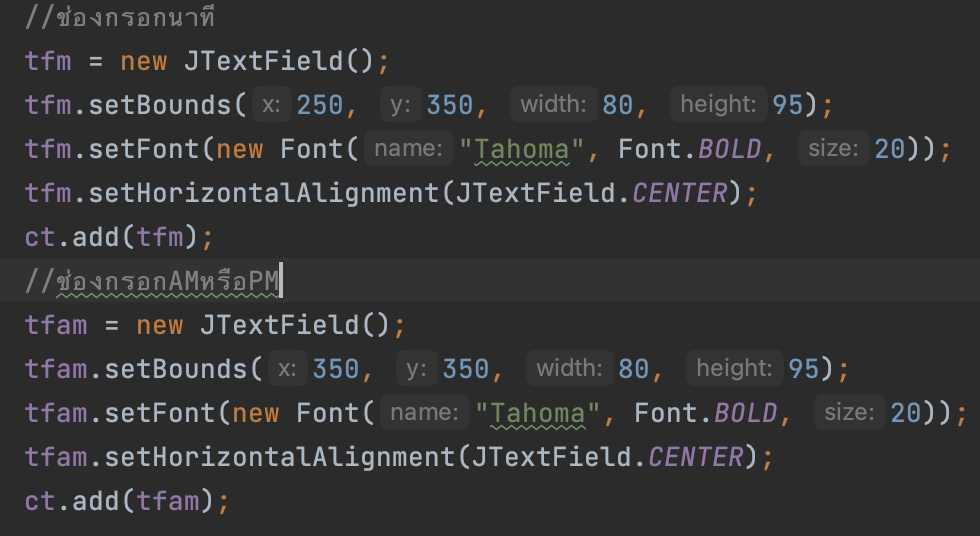 //ช่องกรอกนาที
tfm = new JTextField();
tfm.setBounds( x: 250, y: 350, width: 80, height: 95);
tfm.setFont(new Font( name: "Tahoma", Font.BOLD, size: 20));
tfm.setHorizontalAlignment(JTextField.CENTER);
ct.add(tfm);
//ช่องกรอกAMหรือPM
tfam = new JTextField();
tfam.setBounds( x: 350, y: 350, width: 80, height: 95);
tfam.setFont(new Font( name: "Tahoma", Font.BOLD, size: 20));
tfam.setHorizontalAlignment(JTextField.CENTER);
ct.add(tfam);